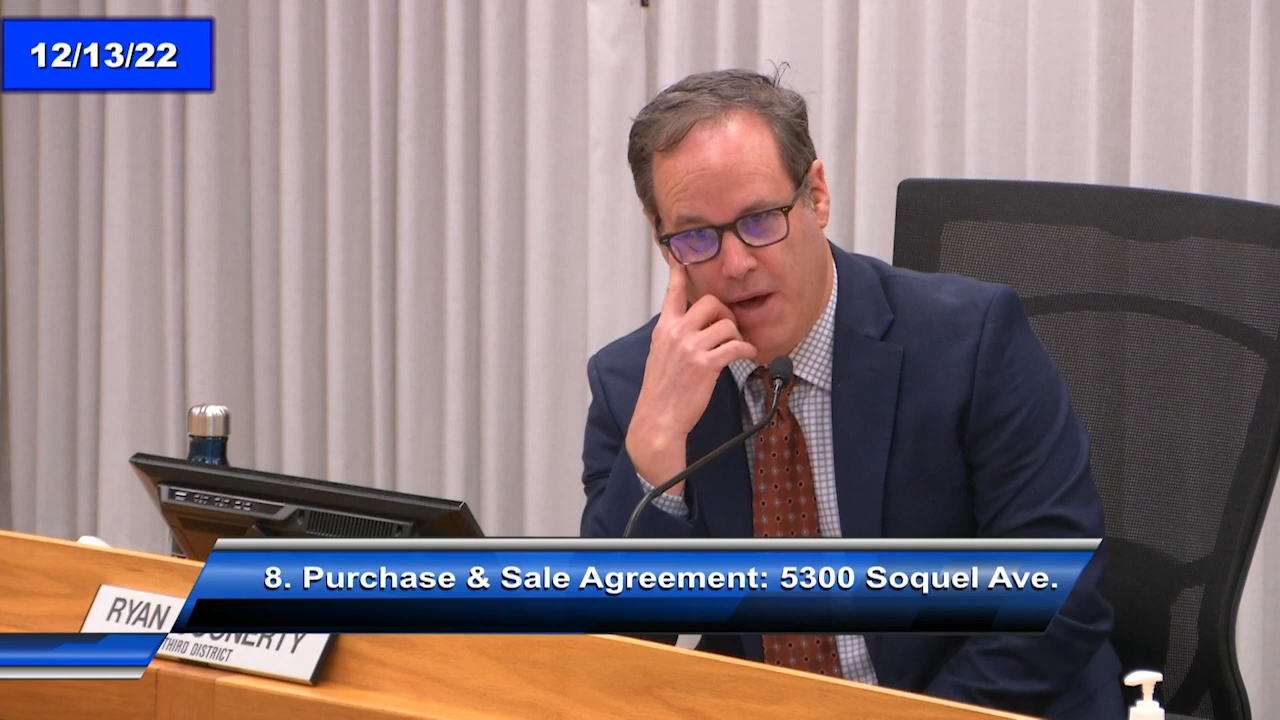 12/13/22
8. Purchase & Sale Agreement: 5300 Soquel Ave.
RYAN
THIRD DISTRICT